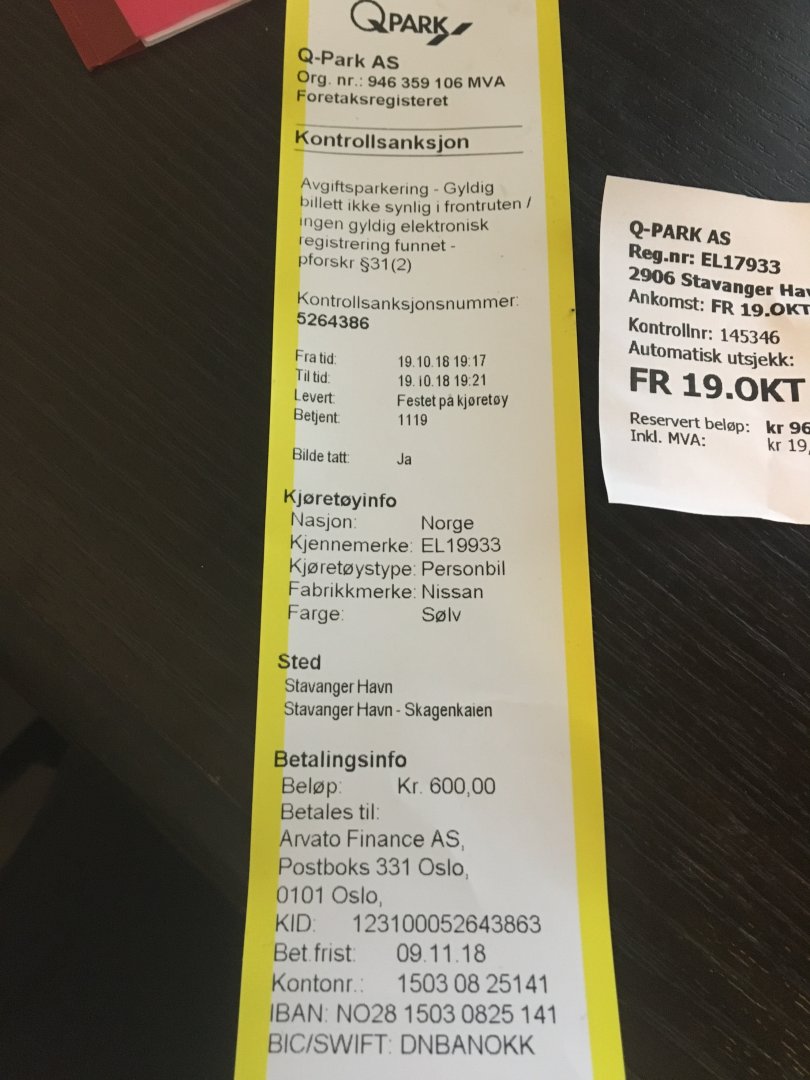 QPARK
Q-Park AS
Org. nr.: 946 359 106 MVA
Foretaksregisteret
Kontrollsanksjon
Avgiftsparkering - Gyldig
billett ikke synlig i frontruten /
ingen gyldig elektronisk
registrering funnet -
pforskr §31(2)
Kontrollsanksjonsnummer:
5264386
Fra tid: 19.10.18 19:17
Til tid: 19.10.18 19:21
Levert: Festet på kjøretøy
Betjent: 1119
Bilde tatt: Ja
Kjøretøyinfo
Nasjon: Norge
Kjennemerke: EL19933
Kjøretøystype: Personbil
Fabrikkmerke: Nissan
Farge: Sølv
Sted
Stavanger Havn
Stavanger Havn - Skagenkaien
Betalingsinfo
Beløp: Kr. 600,00
Betales til:
Arvato Finance AS,
Postboks 331 Oslo,
0101 Oslo,
KID: 123100052643863
Bet.frist: 09.11.18
Kontonr.: 1503 08 25141
IBAN: NO28 1503 0825 141
BIC/SWIFT: DNBANOKK
Q-PARK AS
Reg.nr: EL17933
2906 Stavanger Hav
Ankomst: FR 19.OKT
Kontrollnr: 145346
Automatisk utsjekk:
FR 19.OKT
Reservert beløp: kr 96
Inkl. MVA: kr 19,